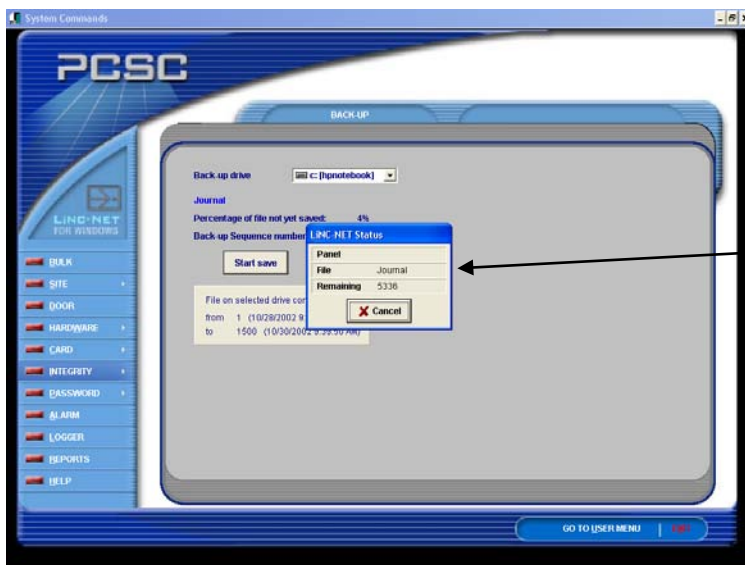 System Commands
PCSC
BACK-UP
Back-up drive c: [hpnotebook]
Journal
Percentage of file not yet saved: 4%
Back-up Sequence number
LiNC-NET Status
Panel
File Journal
Remaining 5336
Cancel
Start save
File on selected drive
from 1 (10/28/2002
to 1500 (10/30/2002
LiNC-NET
FOR WINDOWS
BULK
SITE
DOOR
HARDWARE
CARD
INTEGRITY
PASSWORD
ALARM
LOGGER
REPORTS
HELP
GO TO USER MENU